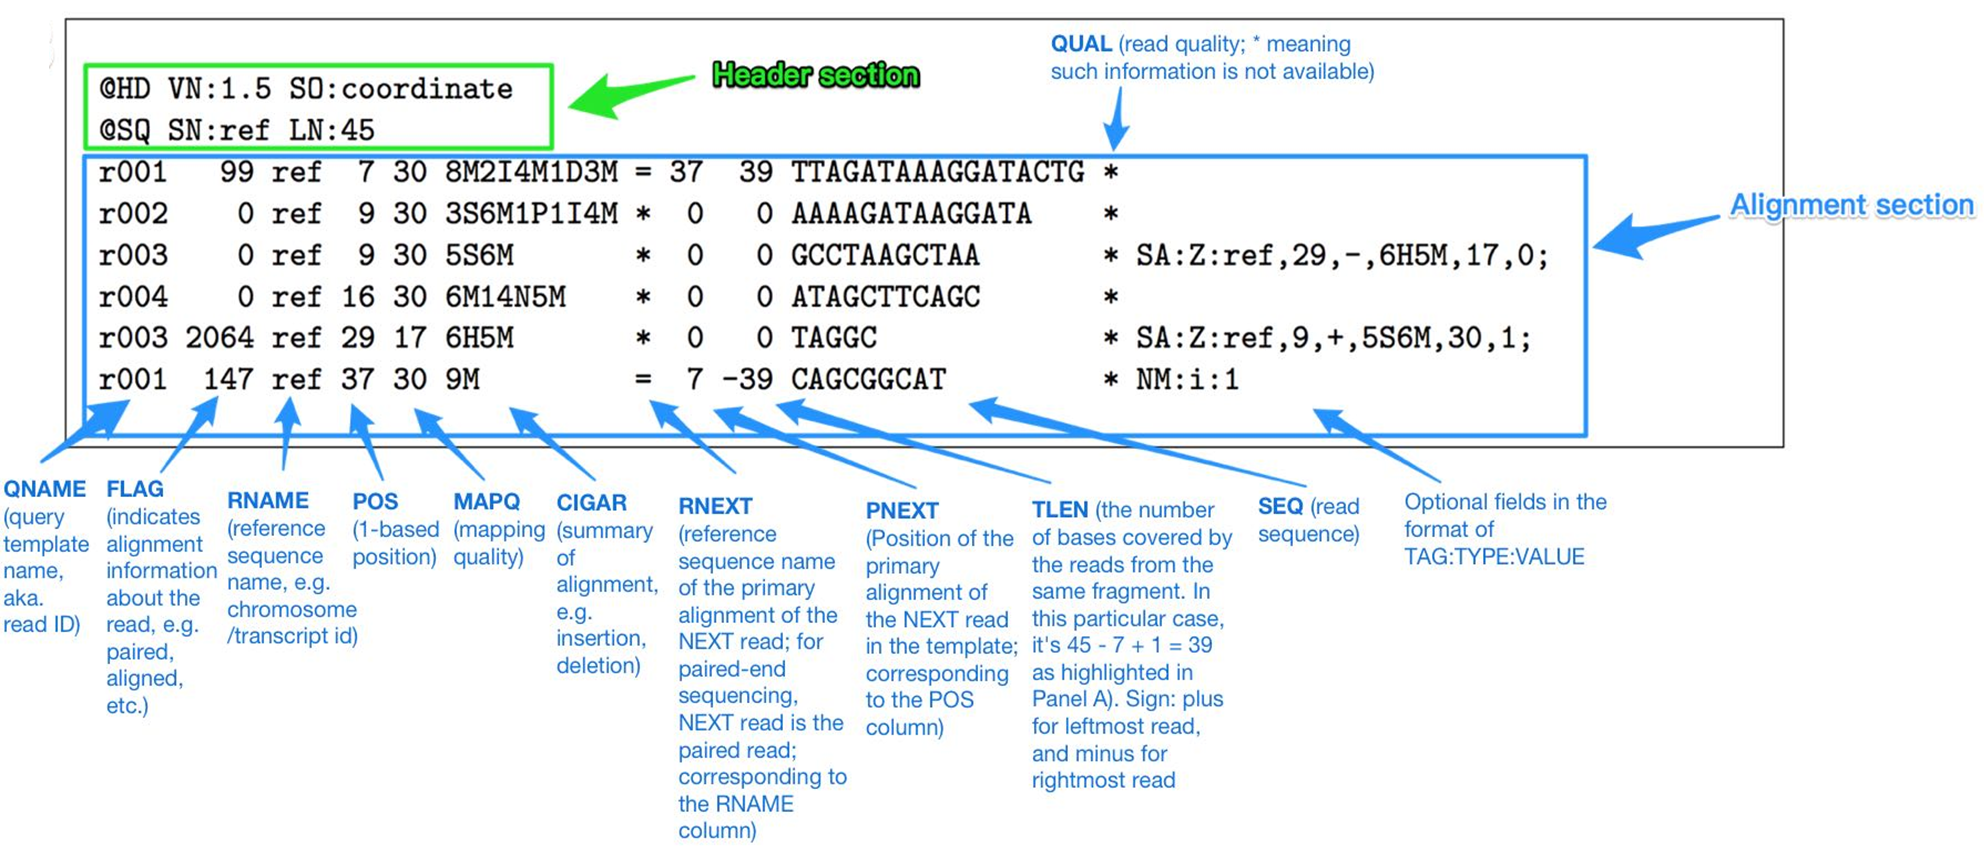 QUAL (read quality; * meaning
such information is not available)
Header section
@HD VN:1.5 SO:coordinate
@SQ SN:ref LN:45
r001 99 ref 7 30 8M2I4M1D3M = 37 39 TTAGATAAAGGATACTG *
r002 0 ref 9 30 3S6M1P1I4M * 0 0 AAAAGATAAGGATA *
r003 0 ref 9 30 5S6M * 0 0 GCCTAAGCTAA * SA:Z:ref,29,-,6H5M,17,0;
r004 0 ref 16 30 6M14N5M * 0 0 ATAGCTTCAGC *
r003 2064 ref 29 17 6H5M * 0 0 TAGGC * SA:Z:ref,9,+,5S6M,30,1;
r001 147 ref 37 30 9M = 7 -39 CAGCGGCAT * NM:i:1
Alignment section
QNAME
(query
template
name,
aka.
read ID)
FLAG
(indicates
alignment
information
about the
read, e.g.
paired,
aligned,
etc.)
RNAME
(reference
sequence
name, e.g.
chromosome
/transcript id)
POS
(1-based
position)
MAPQ
(mapping
quality)
CIGAR
(summary
of
alignment,
e.g.
insertion,
deletion)
RNEXT
(reference
sequence name
of the primary
alignment of the
NEXT read; for
paired-end
sequencing,
NEXT read is the
paired read;
corresponding to
the RNAME
column)
PNEXT
(Position of the
primary
alignment of
the NEXT read
in the template;
corresponding
to the POS
column)
TLEN (the number
of bases covered by
the reads from the
same fragment. In
this particular case,
it's 45 - 7 + 1 = 39
as highlighted in
Panel A). Sign: plus
for leftmost read,
and minus for
rightmost read
SEQ (read
sequence)
Optional fields in the
format of
TAG:TYPE:VALUE